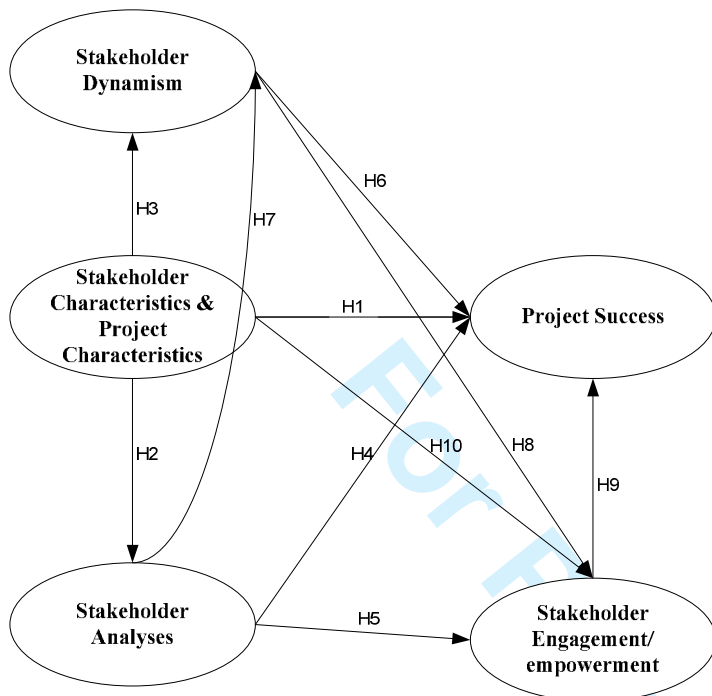 Stakeholder
Dynamism
H6
H3
H7
Stakeholder
Characteristics &
Project
Characteristics
H1
Project Success
H2
H4
H10
H8
H9
Stakeholder
Analyses
H5
Stakeholder
Engagement/
empowerment
For